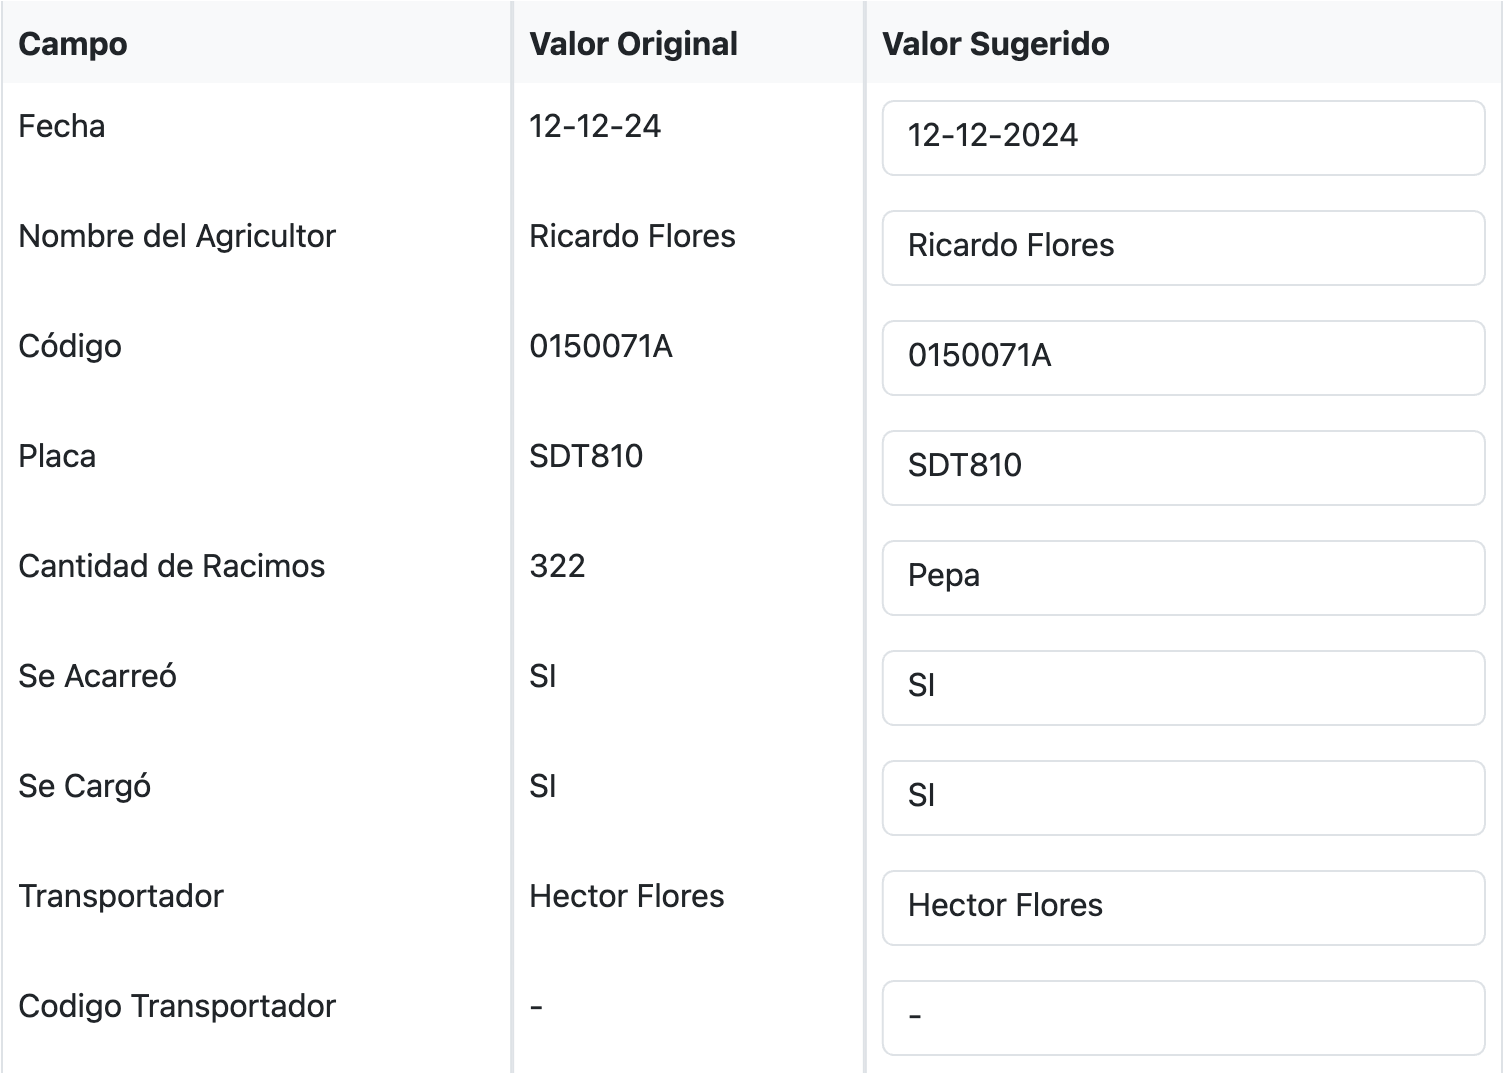 Campo Valor Original Valor Sugerido
Fecha 12-12-24 12-12-2024
Nombre del Agricultor Ricardo Flores Ricardo Flores
Código 0150071A 0150071A
Placa SDT810 SDT810
Cantidad de Racimos 322 Pepa
Se Acarreó SI SI
Se Cargó SI SI
Transportador Hector Flores Hector Flores
Codigo Transportador - -